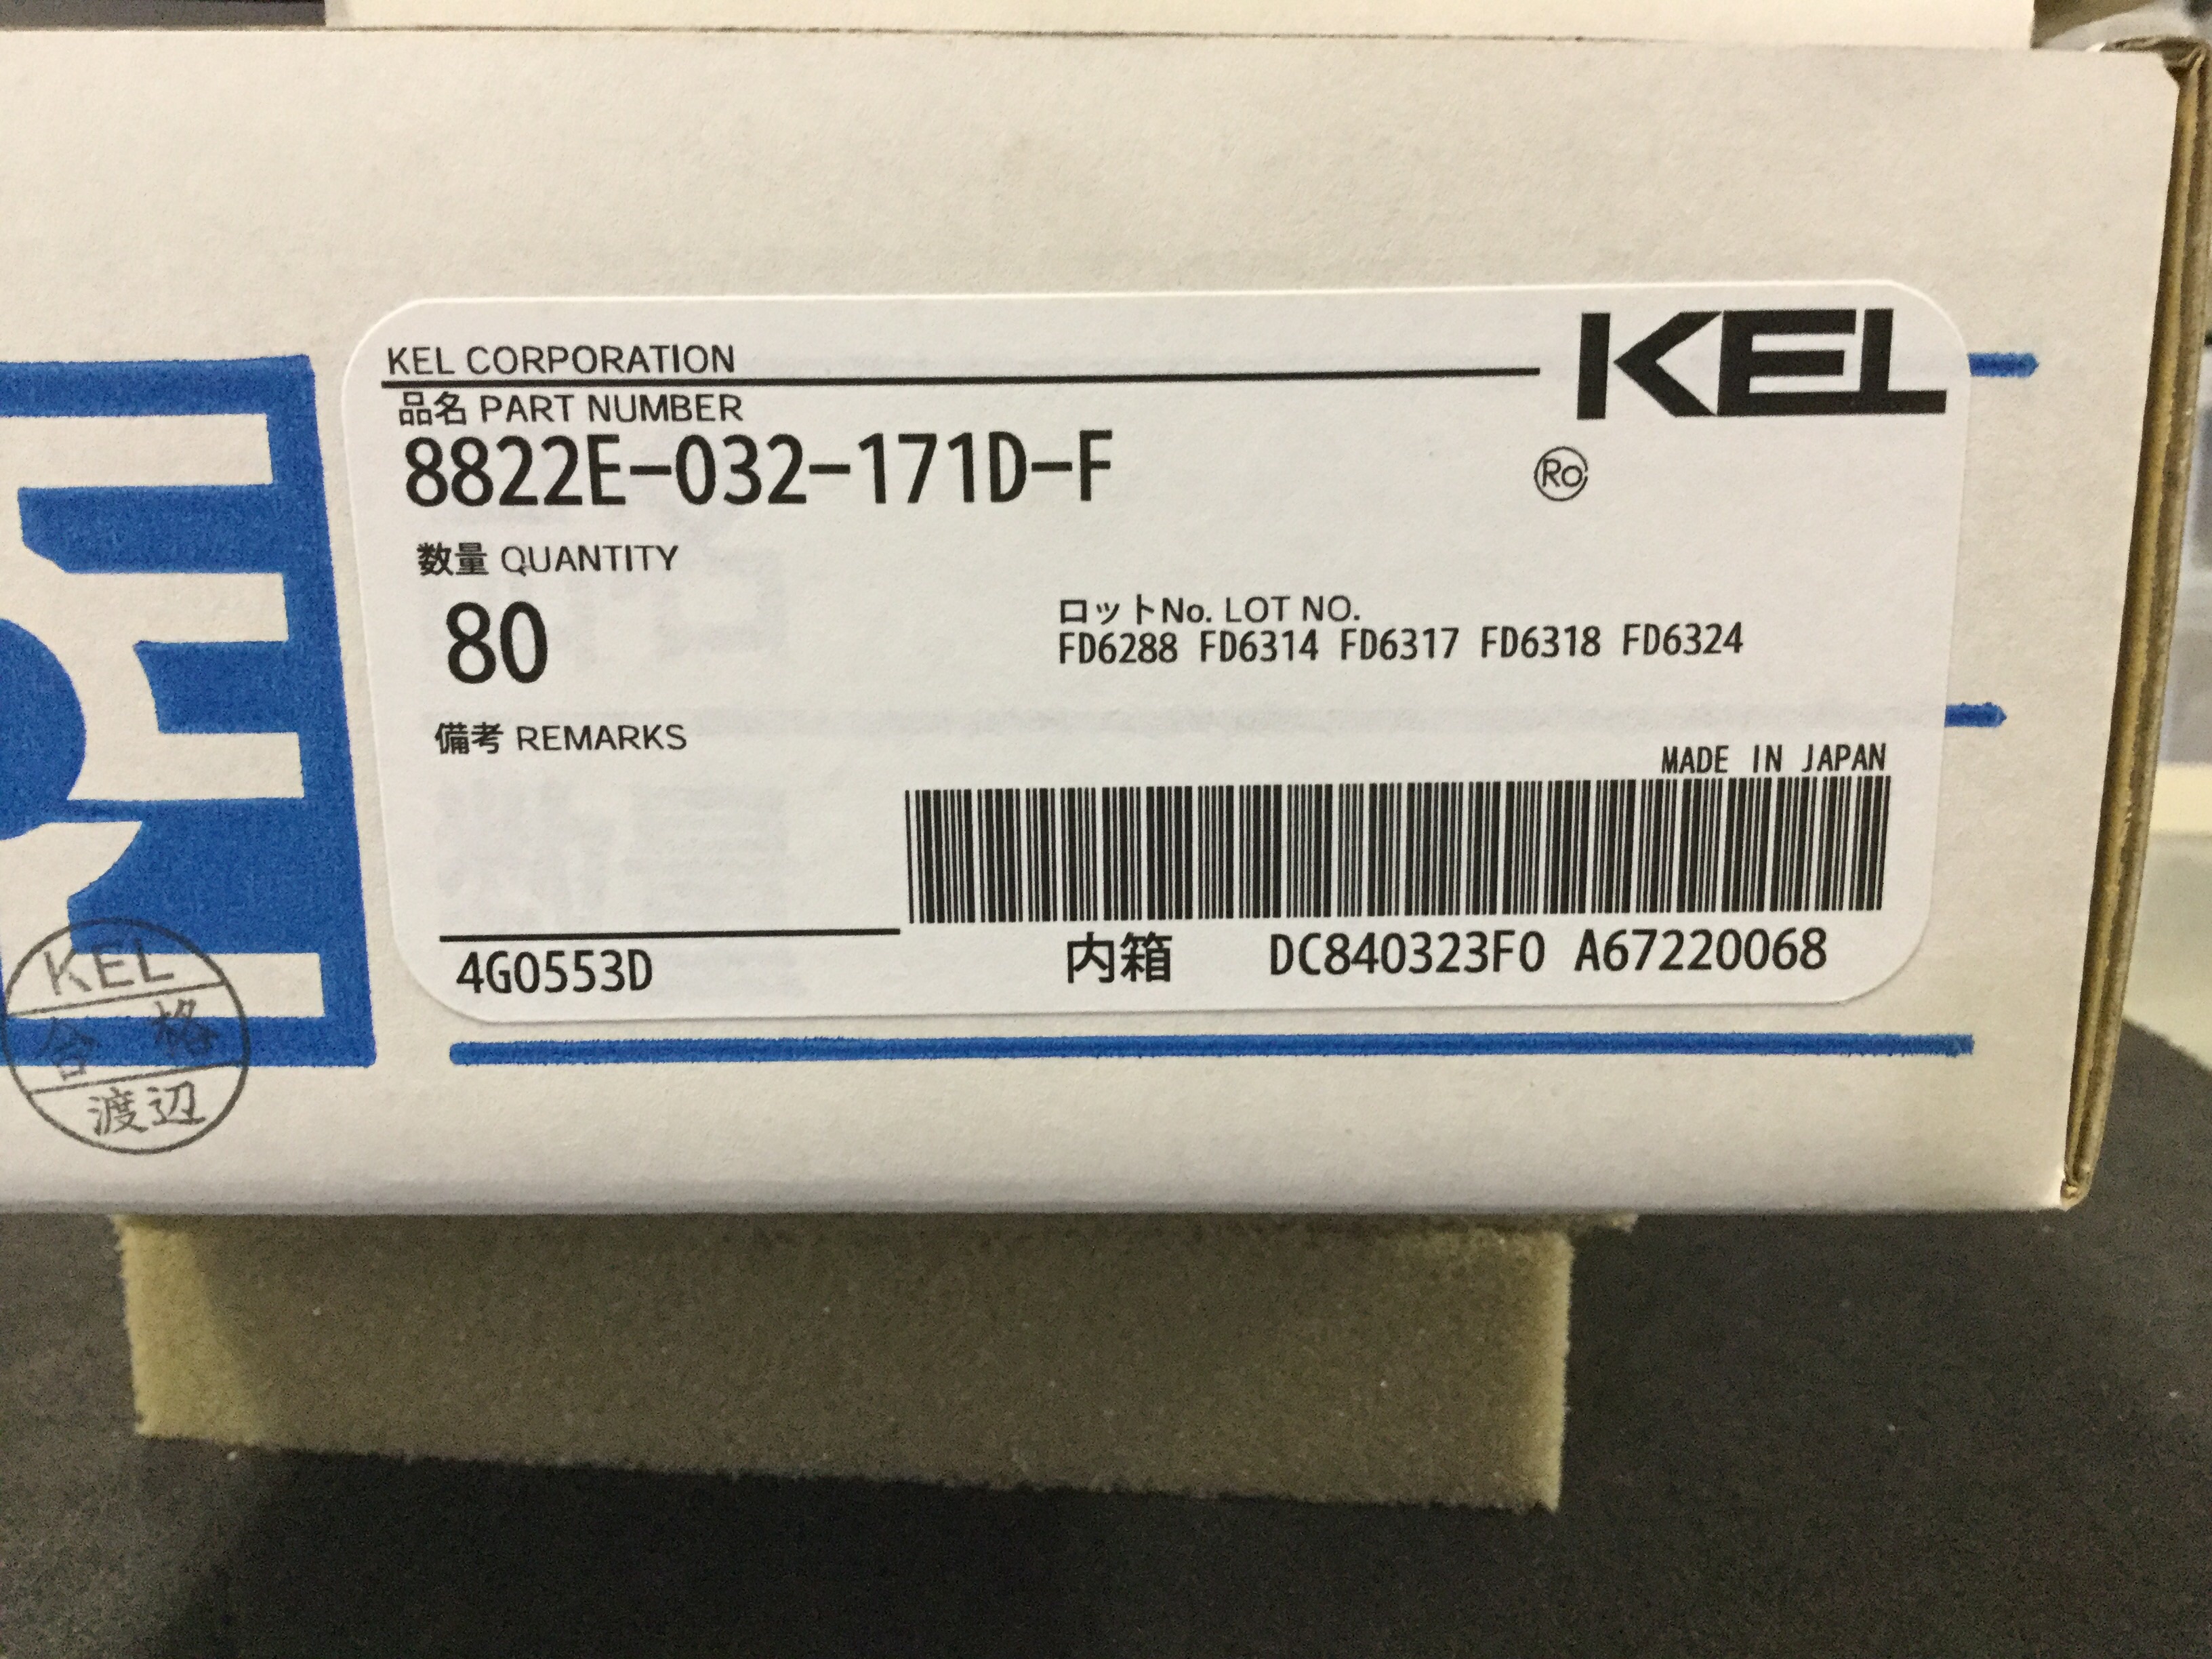 KEL CORPORATION
KEL
品名 PART NUMBER
8822E-032-171D-F
Ro
数量 QUANTITY
80
ロットNo. LOT NO.
FD6288 FD6314 FD6317 FD6318 FD6324
備考 REMARKS
MADE IN JAPAN
4G0553D
内箱 DC840323F0 A67220068
KEL
合格
渡辺